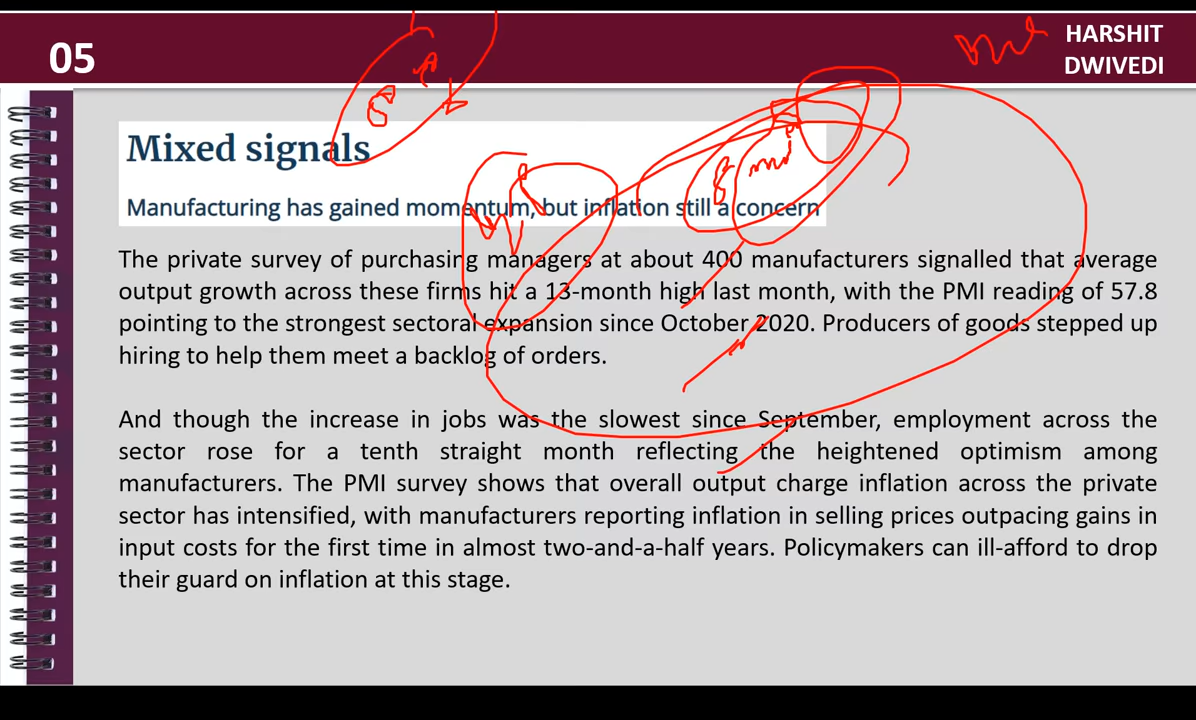 05
HARSHIT
DWIVEDI
Mixed signals
Manufacturing has gained momentum, but inflation still a concern
The private survey of purchasing managers at about 400 manufacturers signalled that average
output growth across these firms hit a 13-month high last month, with the PMI reading of 57.8
pointing to the strongest sectoral expansion since October 2020. Producers of goods stepped up
hiring to help them meet a backlog of orders.
And though the increase in jobs was the slowest since September, employment across the
sector rose for a tenth straight month reflecting the heightened optimism among
manufacturers. The PMI survey shows that overall output charge inflation across the private
sector has intensified, with manufacturers reporting inflation in selling prices outpacing gains in
input costs for the first time in almost two-and-a-half years. Policymakers can ill-afford to drop
their guard on inflation at this stage.